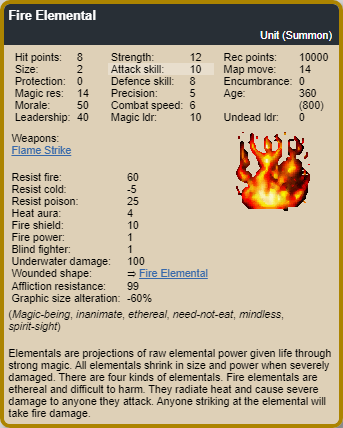 Fire Elemental
Unit (Summon)
Hit points: 8 Strength: 12 Rec points: 10000
Size: 2 Attack skill: 10 Map move: 14
Protection: 0 Defence skill: 8 Encumbrance: 0
Magic res: 14 Precision: 5 Age: 360
Morale: 50 Combat speed: 6 (800)
Leadership: 40 Magic ldr: 10 Undead ldr: 0
Weapons:
Flame Strike
Resist fire: 60
Resist cold: -5
Resist poison: 25
Heat aura: 4
Fire shield: 10
Fire power: 1
Blind fighter: 1
Underwater damage: 100
Wounded shape: ⇒ Fire Elemental
Affliction resistance: 99
Graphic size alteration: -60%
(Magic-being, inanimate, ethereal, need-not-eat, mindless,
spirit-sight)
Elementals are projections of raw elemental power given life through
strong magic. All elementals shrink in size and power when severely
damaged. There are four kinds of elementals. Fire elementals are
ethereal and difficult to harm. They radiate heat and cause severe
damage to anyone they attack. Anyone striking at the elemental will
take fire damage.